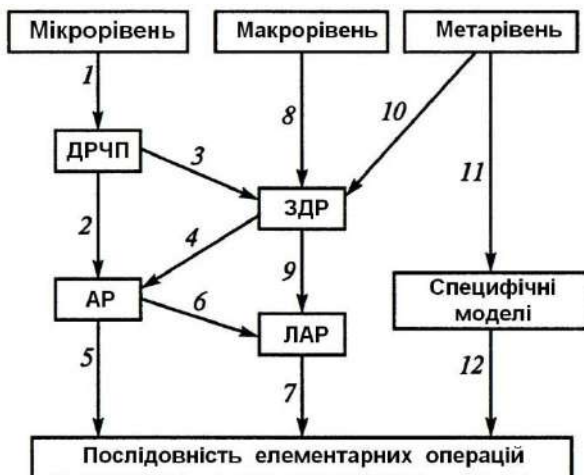 Мікрорівень Макрорівень Метарівень
1
8
10
ДРЧП
3
11
2
ЗДР
4
9
АР
6
Специфічні
моделі
ЛАР
5
7
12
Послідовність елементарних операцій